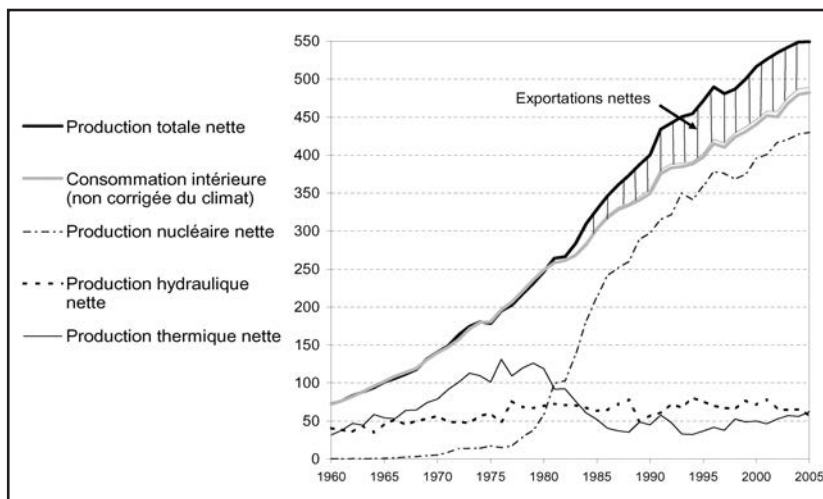 Production totale nette
Consommation intérieure
(non corrigée du climat)
Production nucléaire nette
Production hydraulique
nette
Production thermique nette
550
500
450
400
350
300
250
200
150
100
50
0
Exportations nettes
1960 1965 1970 1975 1980 1985 1990 1995 2000 2005